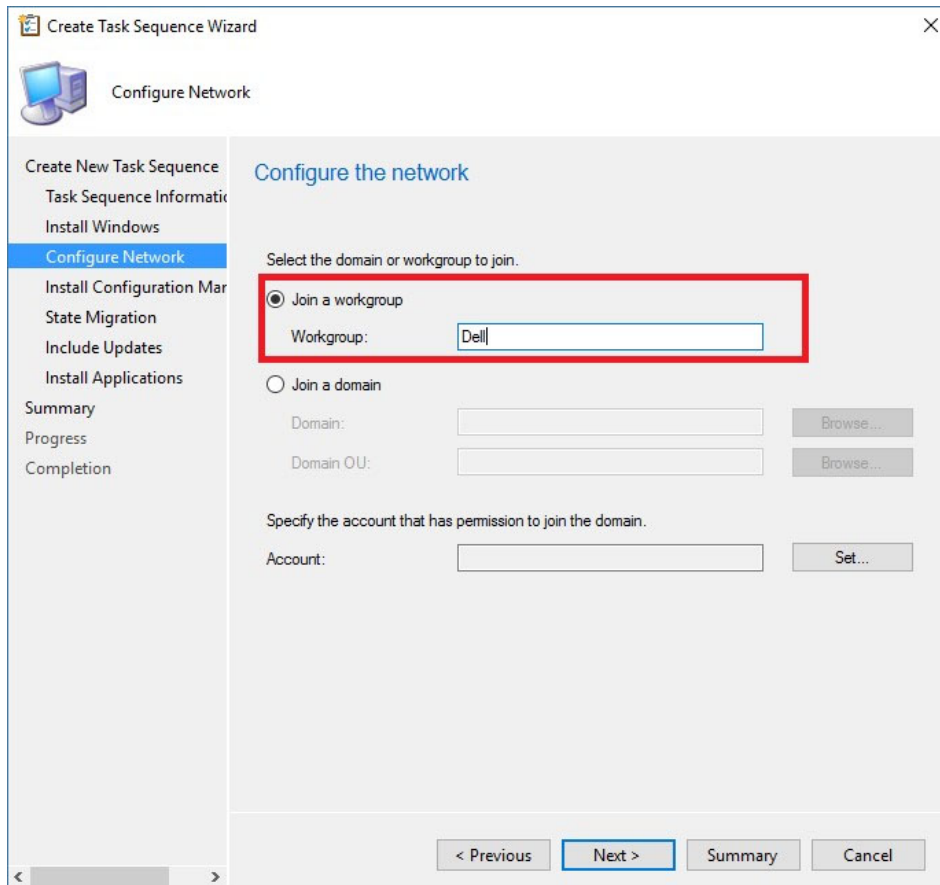 Create Task Sequence Wizard
Configure Network
Create New Task Sequence
Task Sequence Informatic
Install Windows
Configure Network
Install Configuration Mar
State Migration
Include Updates
Install Applications
Summary
Progress
Completion
Configure the network
Select the domain or workgroup to join.
Join a workgroup
Workgroup: Dell
Join a domain
Domain: Browse...
Domain OU: Browse...
Specify the account that has permission to join the domain.
Account: Set...
< Previous Next > Summary Cancel